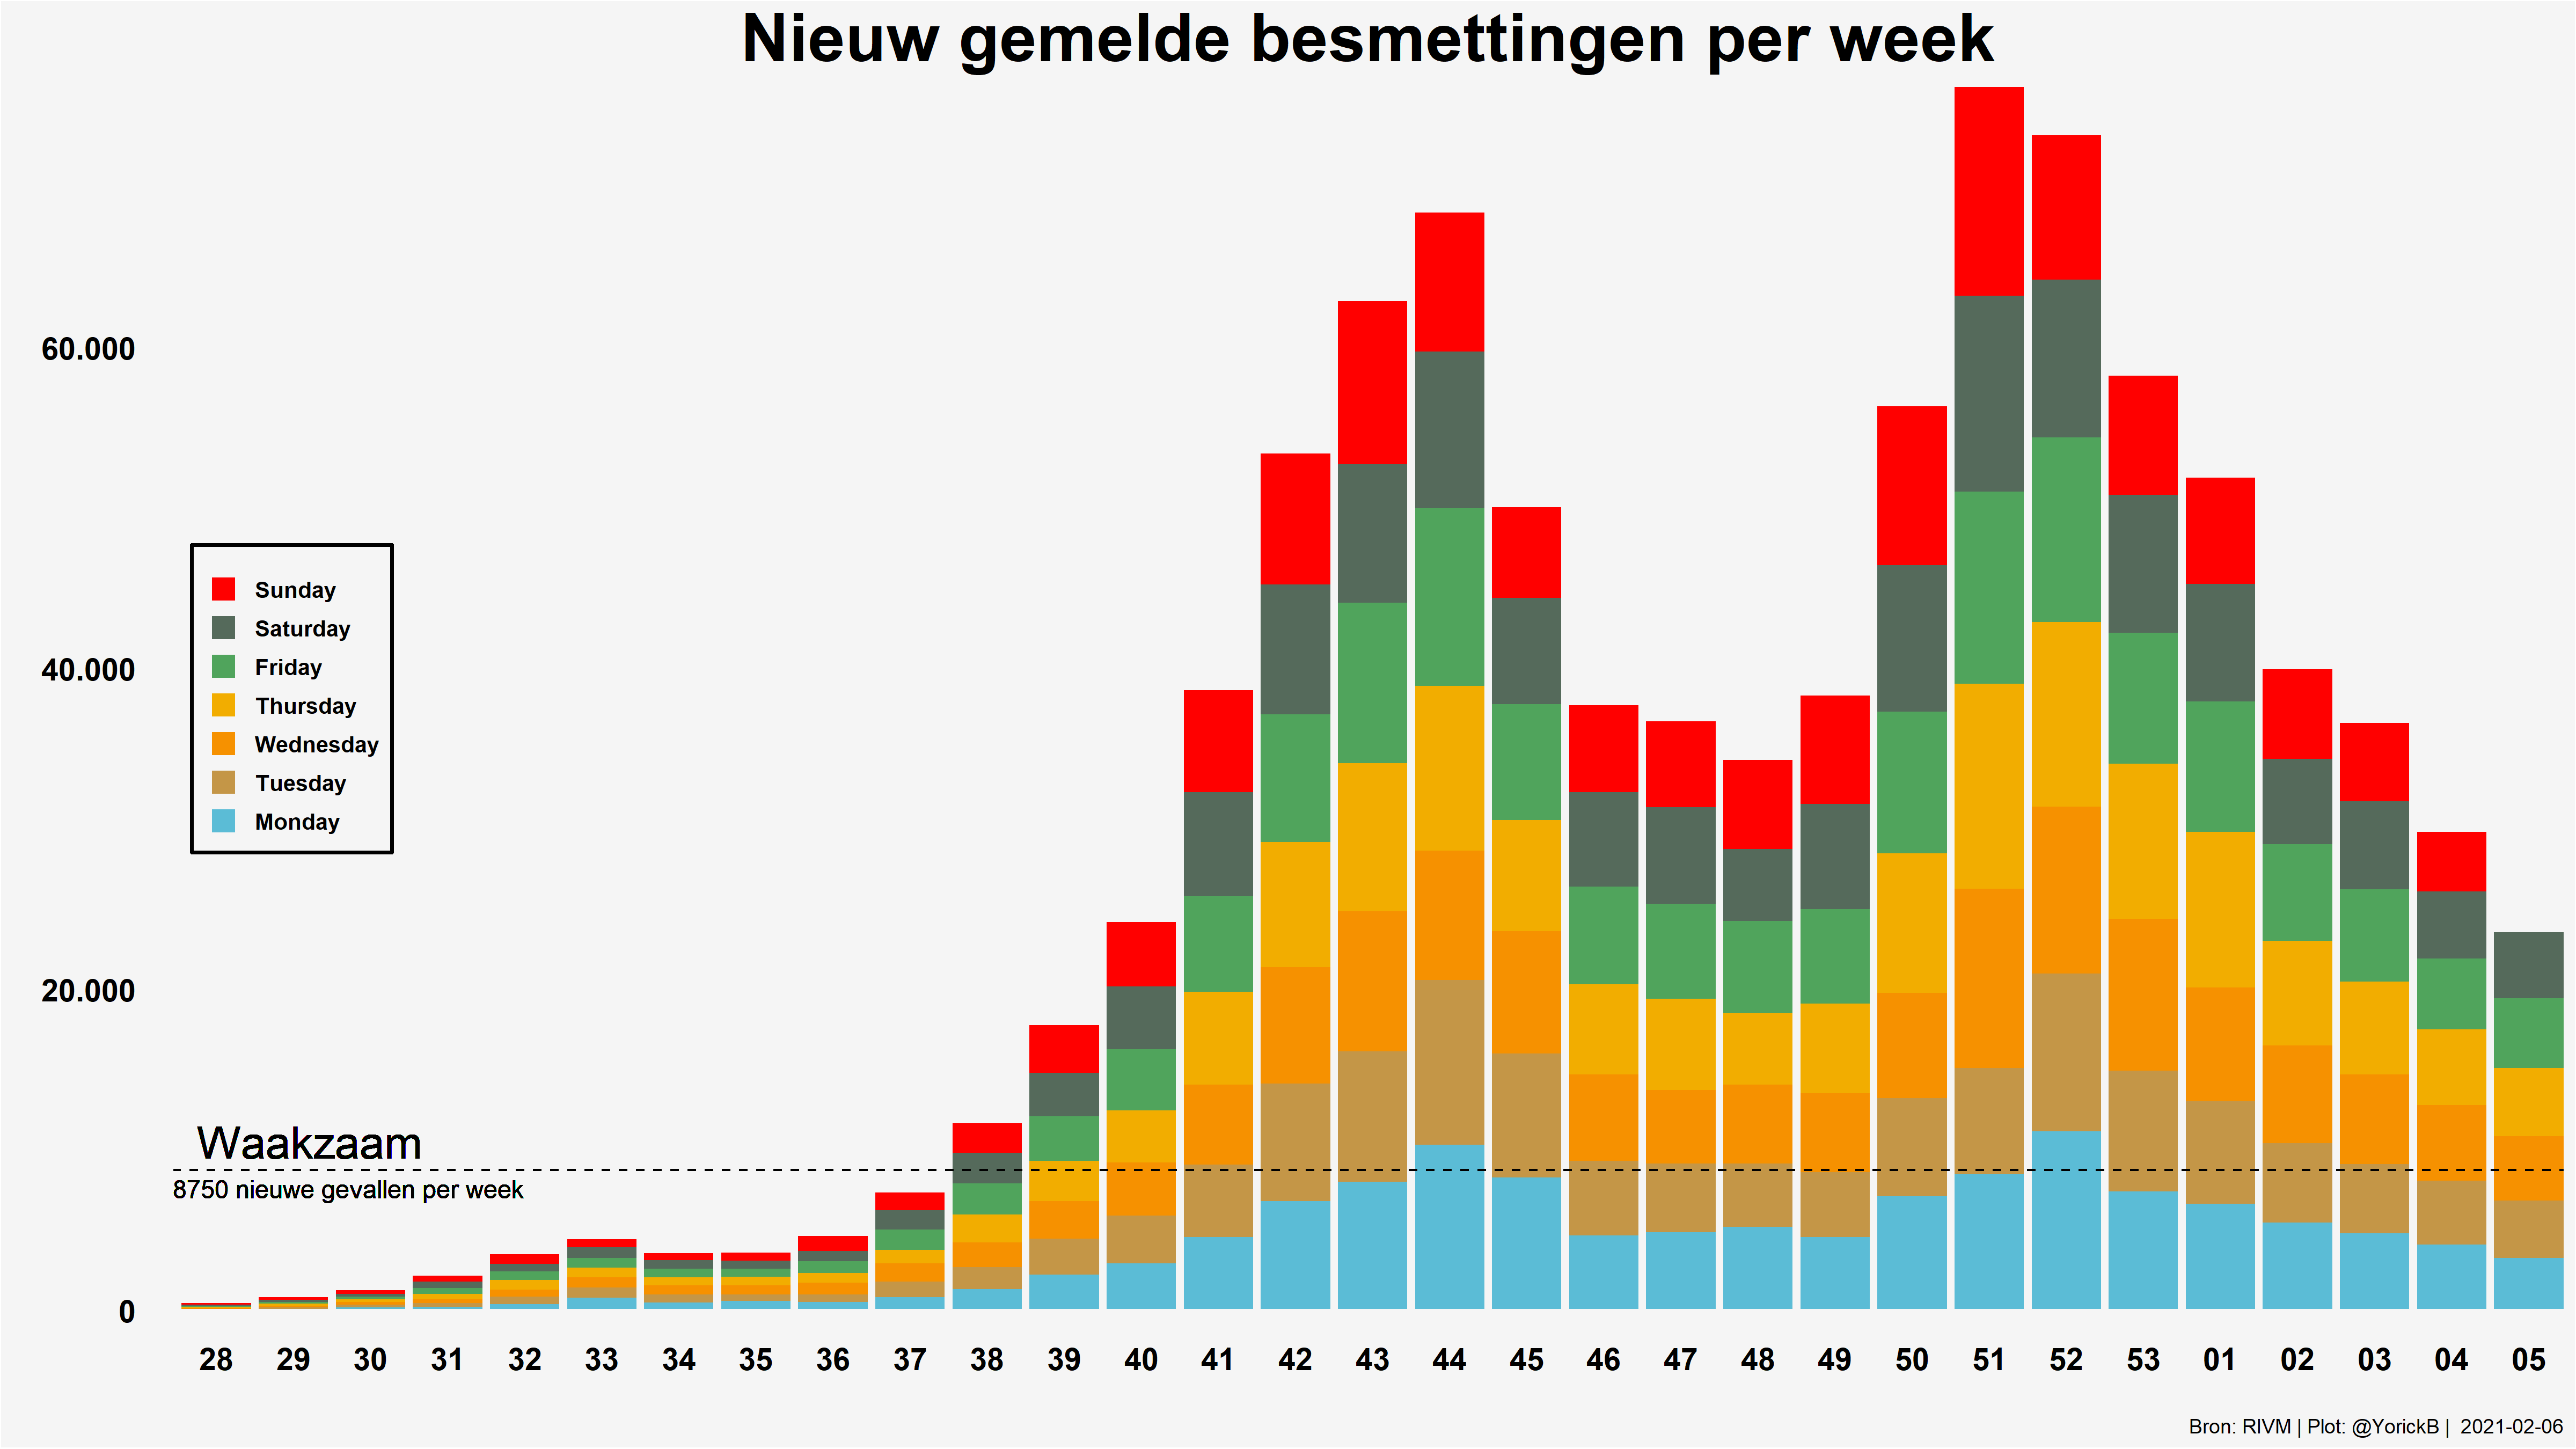 Nieuw gemelde besmettingen per week
60.000
40.000
20.000
0
Sunday
Saturday
Friday
Thursday
Wednesday
Tuesday
Monday
Waakzaam
8750 nieuwe gevallen per week
28 29 30 31 32 33 34 35 36 37 38 39 40 41 42 43 44 45 46 47 48 49 50 51 52 53 01 02 03 04 05
Bron: RIVM | Plot: @YorickB | 2021-02-06